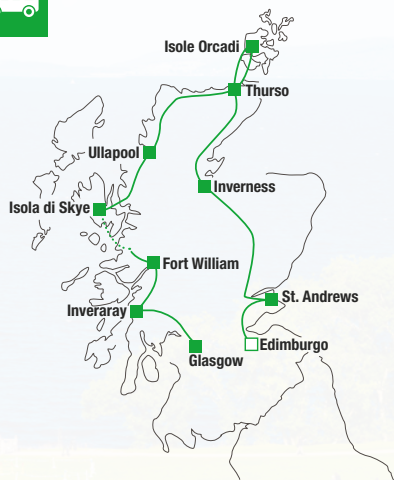 Isole Orcadi
Thurso
Ullapool
Inverness
Isola di Skye
Fort William
St. Andrews
Inveraray
Edimburgo
Glasgow